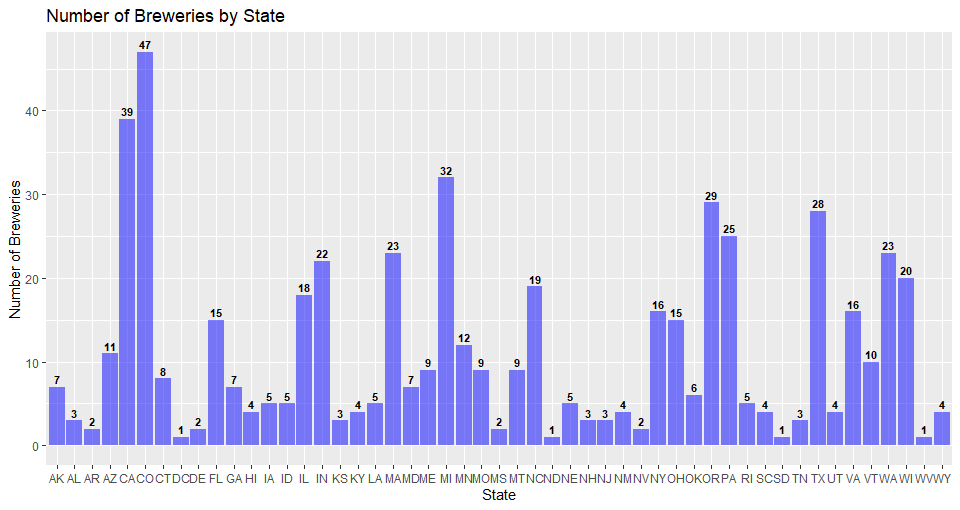 Number of Breweries by State
Number of Breweries
40
30
20
10
0
7 3 2 11 39 47 8 1 2 15 7 4 5 5 18 22 3 4 5 23 7 9 32 12 9 2 9 19 1 5 3 3 4 2 16 15 6 29 25 5 4 1 3 28 4 16 10 23 20 1 4
AK AL AR AZ CA CO CT DC DE FL GA HI IA ID IL IN KS KY LA MA MD ME MI MN MO MS MT NC ND NE NH NJ NM NV NY OH OK OR PA RI SC SD TN TX UT VA VT WA WI WV WY
State